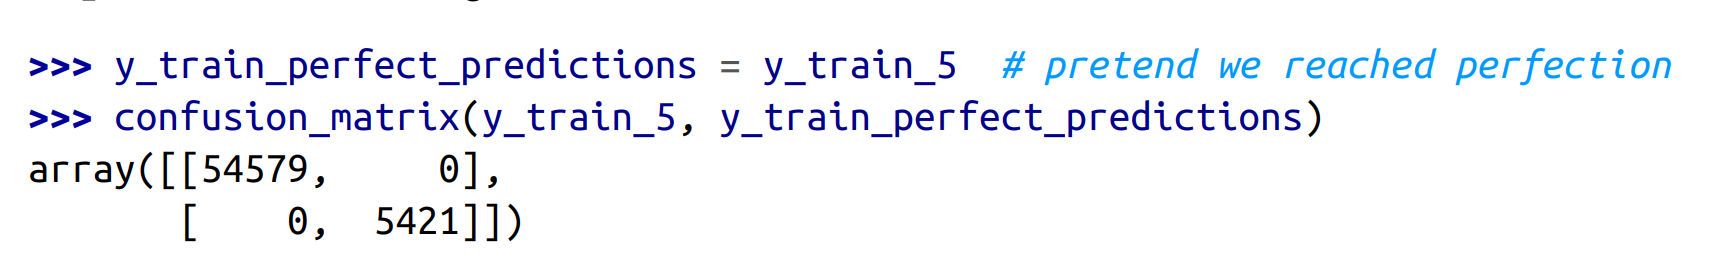 >>> y_train_perfect_predictions = y_train_5  # pretend we reached perfection
>>> confusion_matrix(y_train_5, y_train_perfect_predictions)
array([[54579,     0],
       [    0,  5421]])